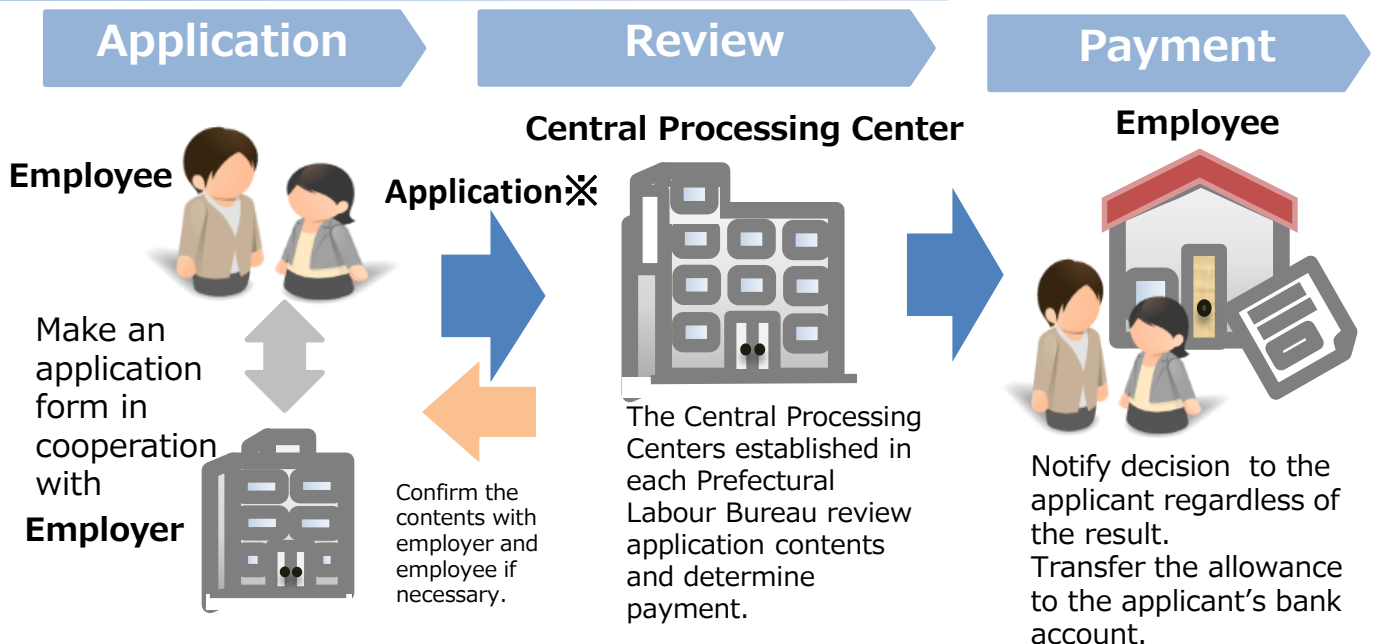 Application
Review
Payment
Employee
Application※
Central Processing Center
Employee
Make an
application
form in
cooperation
with
Employer
Confirm the
contents with
employer and
employee if
necessary.
The Central Processing
Centers established in
each Prefectural
Labour Bureau review
application contents
and determine
payment.
Notify decision to the
applicant regardless of
the result.
Transfer the allowance
to the applicant’s bank
account.